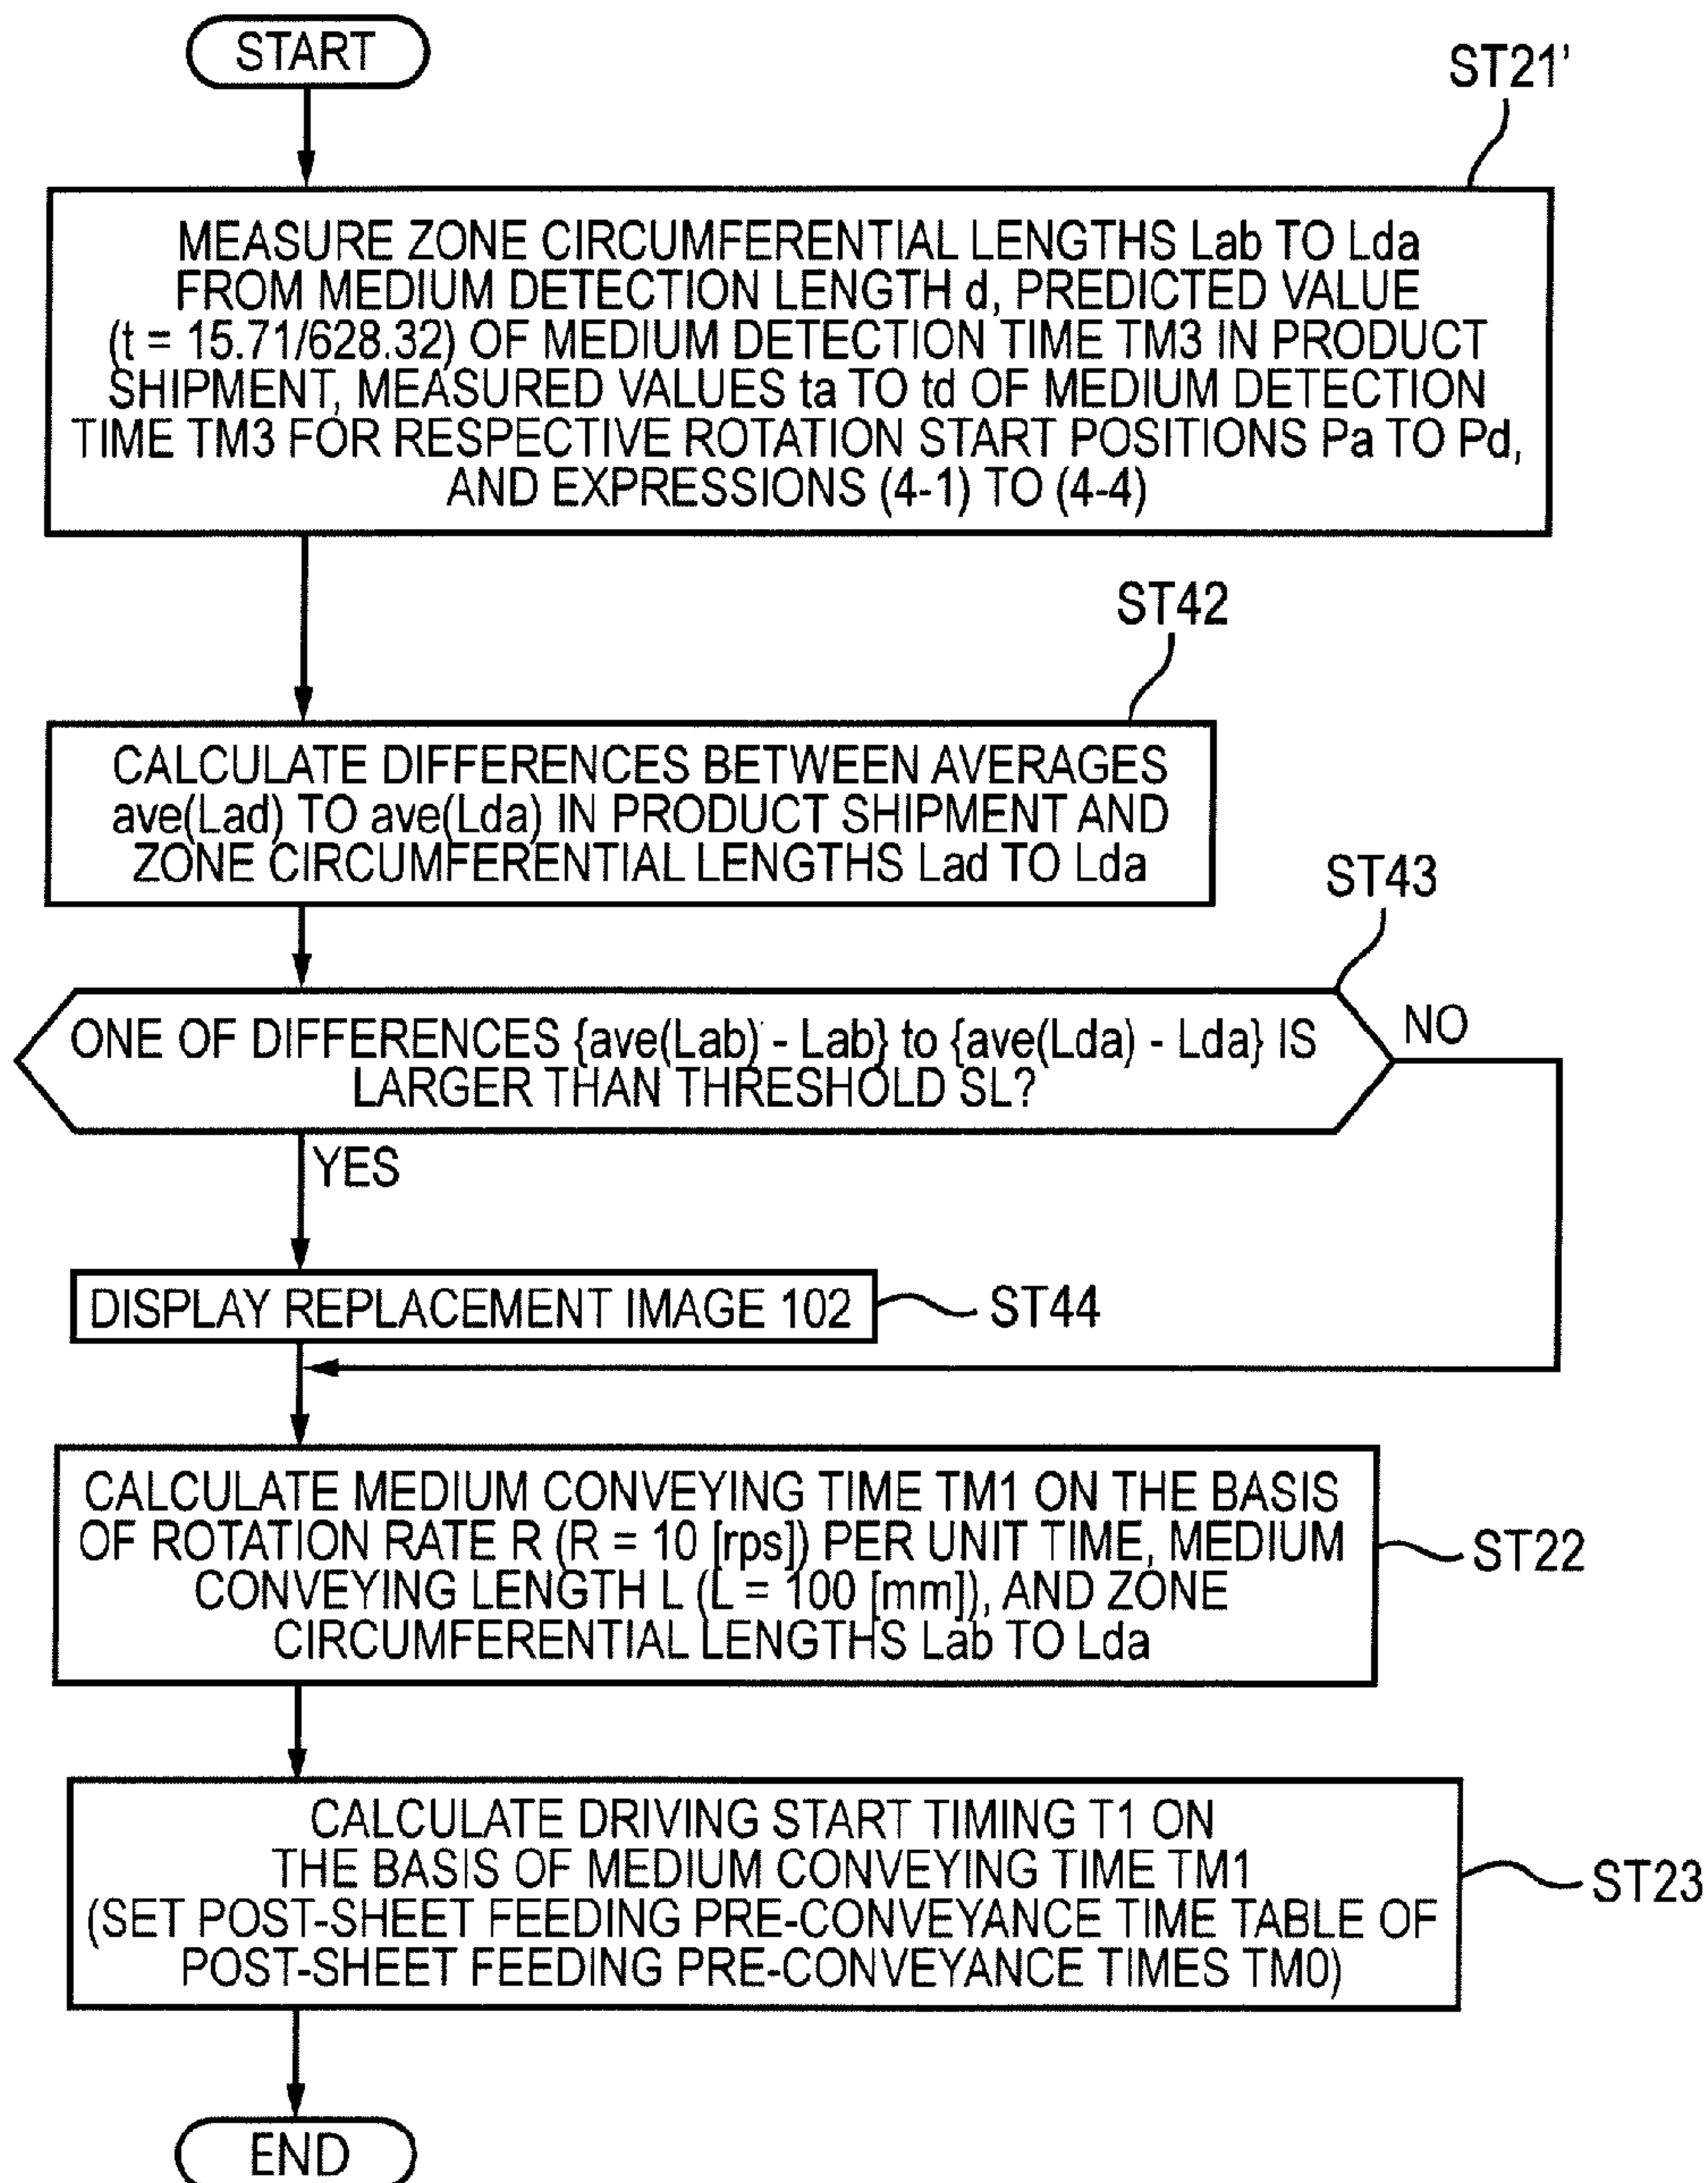 START
ST21'
MEASURE ZONE CIRCUMFERENTIAL LENGTHS Lab TO Lda
FROM MEDIUM DETECTION LENGTH d, PREDICTED VALUE
(t = 15.71/628.32) OF MEDIUM DETECTION TIME TM3 IN PRODUCT
SHIPMENT, MEASURED VALUES ta TO td OF MEDIUM DETECTION
TIME TM3 FOR RESPECTIVE ROTATION START POSITIONS Pa TO Pd,
AND EXPRESSIONS (4-1) TO (4-4)
ST42
CALCULATE DIFFERENCES BETWEEN AVERAGES
ave(Lad) TO ave(Lda) IN PRODUCT SHIPMENT AND
ZONE CIRCUMFERENTIAL LENGTHS Lad TO Lda
ST43
ONE OF DIFFERENCES {ave(Lab) - Lab} to {ave(Lda) - Lda} IS
LARGER THAN THRESHOLD SL?
NO
YES
DISPLAY REPLACEMENT IMAGE 102
ST44
CALCULATE MEDIUM CONVEYING TIME TM1 ON THE BASIS
OF ROTATION RATE R (R = 10 [rps]) PER UNIT TIME, MEDIUM
CONVEYING LENGTH L (L = 100 [mm]), AND ZONE
CIRCUMFERENTIAL LENGTHS Lab TO Lda
ST22
CALCULATE DRIVING START TIMING T1 ON
THE BASIS OF MEDIUM CONVEYING TIME TM1
(SET POST-SHEET FEEDING PRE-CONVEYANCE TIME TABLE OF
POST-SHEET FEEDING PRE-CONVEYANCE TIMES TM0)
ST23
END